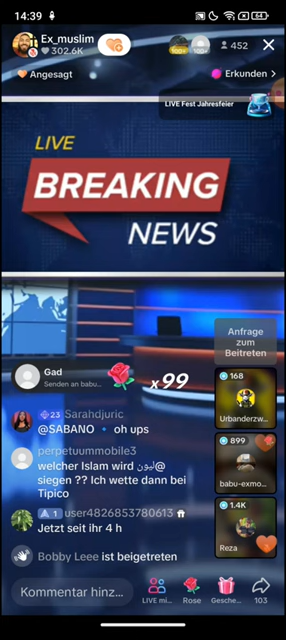 14:39
64
Ex_muslim
302.6K
100+
100+
452
Angesagt
Erkunden >
LIVE Fest Jahresfeier
LIVE
BREAKING
NEWS
Anfrage
zum
Beitreten
Gad
Senden an babu...
x99
168
Urbanderzw...
23 Sarahdjuric
@SABANO 🔹 oh ups
perpetuummobile3
welcher Islam wird ليون@
siegen ?? Ich wette dann bei
Tipico
899
babu-exmo...
1 user4826853780613
Jetzt seit ihr 4 h
1.4K
Reza
Bobby Leee ist beigetreten
Kommentar hinz...
LIVE mi...
Rose
Gesche...
103